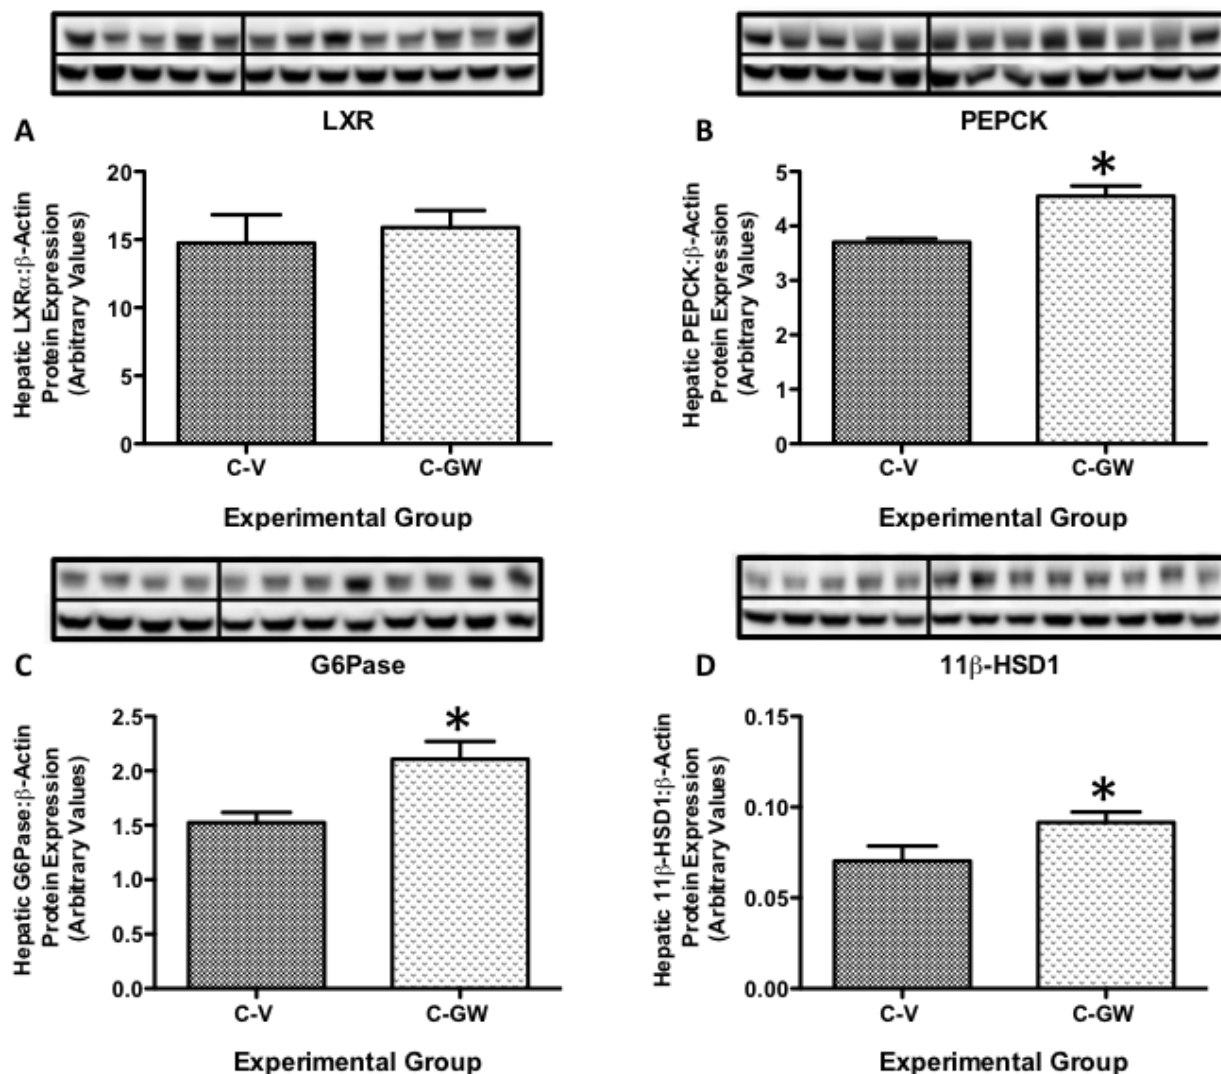 LXR
A
Hepatic LXRα:β-Actin
Protein Expression
(Arbitrary Values)
20
15
10
5
0
C-V
C-GW
Experimental Group
PEPCK
B
Hepatic PEPCK:β-Actin
Protein Expression
(Arbitrary Values)
*
5
4
3
2
1
0
C-V
C-GW
Experimental Group
G6Pase
C
Hepatic G6Pase:β-Actin
Protein Expression
(Arbitrary Values)
*
2.5
2.0
1.5
1.0
0.5
0.0
C-V
C-GW
Experimental Group
11β-HSD1
D
Hepatic 11β-HSD1:β-Actin
Protein Expression
(Arbitrary Values)
*
0.15
0.10
0.05
0.00
C-V
C-GW
Experimental Group